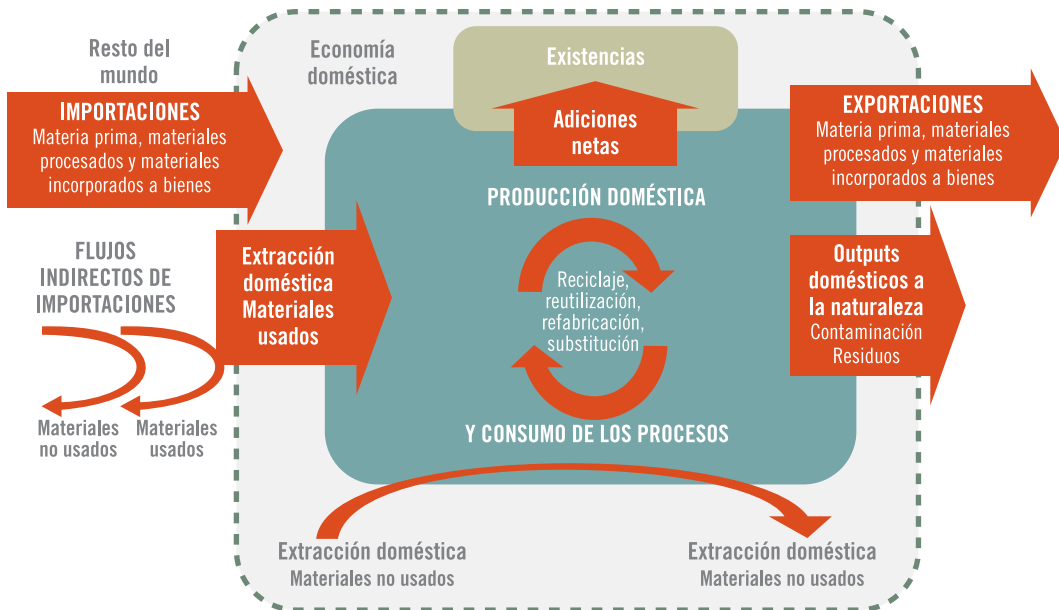 Resto del
mundo
IMPORTACIONES
Materia prima, materiales
procesados y materiales
incorporados a bienes
FLUJOS
INDIRECTOS DE
IMPORTACIONES
Materiales
no usados
Materiales
usados
Economía
doméstica
Existencias
Adiciones
netas
Extracción
doméstica
Materiales
usados
PRODUCCIÓN DOMÉSTICA
Reciclaje,
reutilización,
refabricación,
substitución
Y CONSUMO DE LOS PROCESOS
EXPORTACIONES
Materia prima, materiales
procesados y materiales
incorporados a bienes
Outputs
domésticos a
la naturaleza
Contaminación
Residuos
Extracción doméstica
Materiales no usados
Extracción doméstica
Materiales no usados